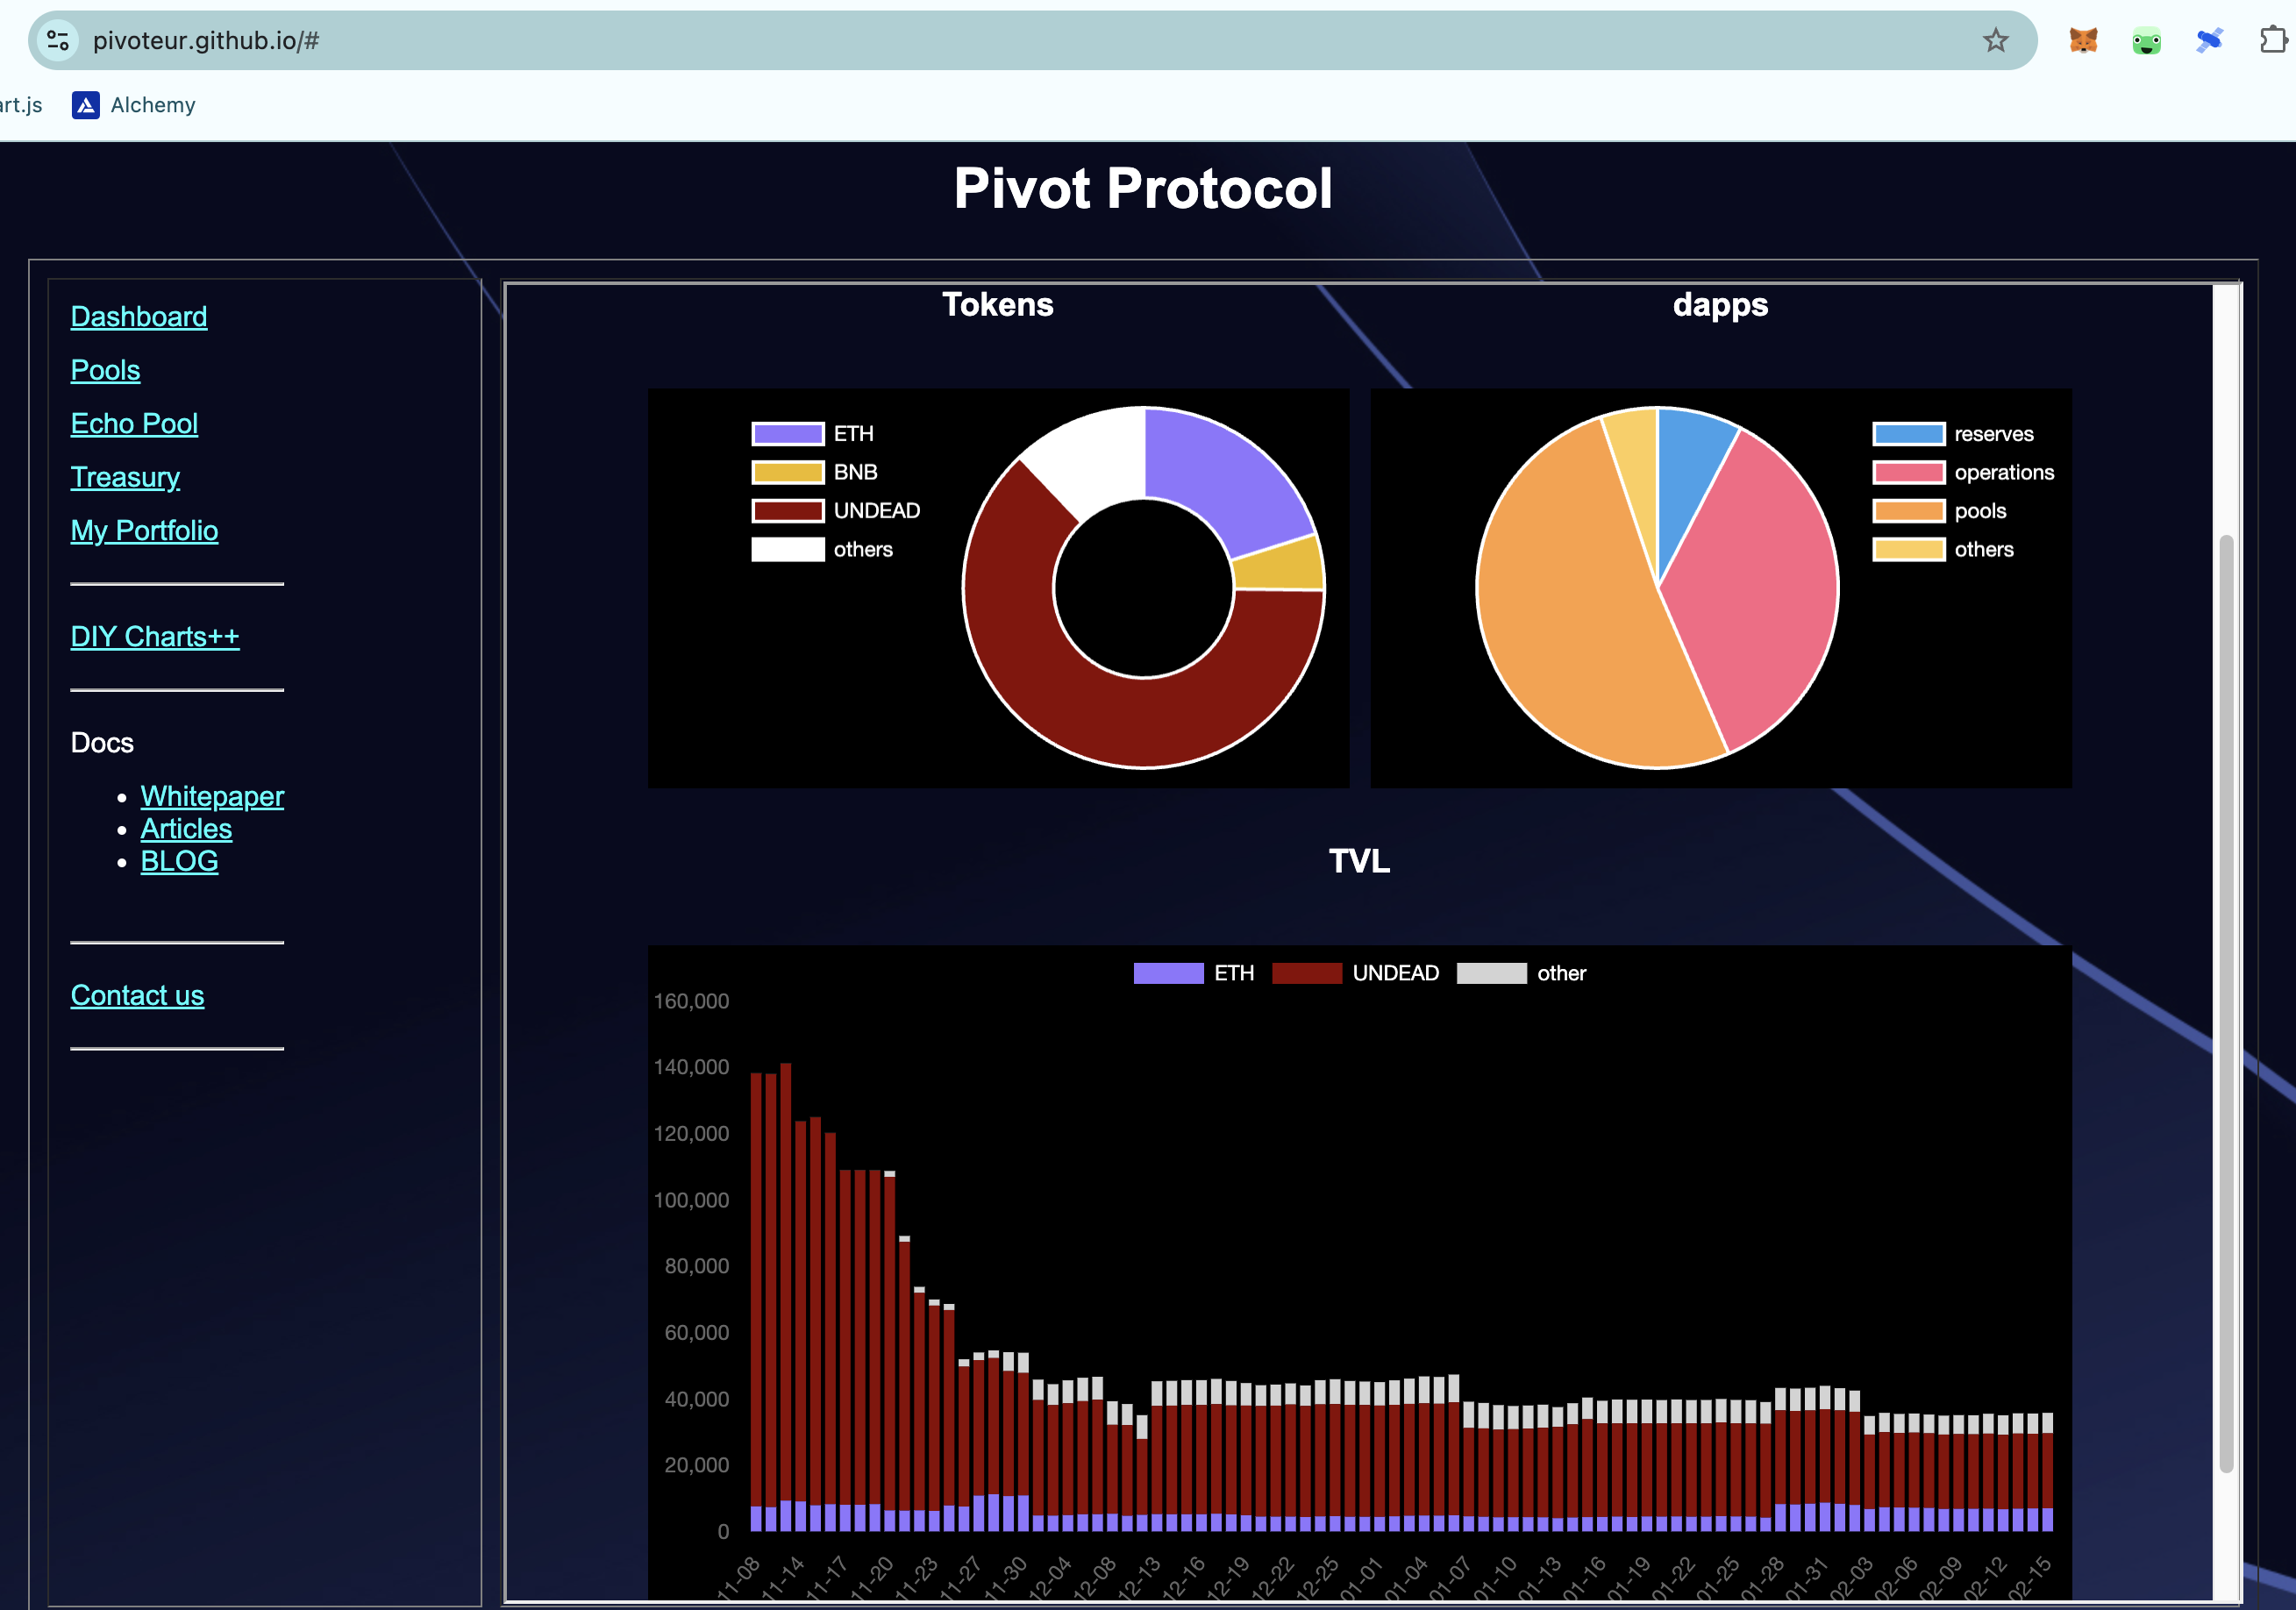 pivoteur.github.io/#
art.js
Alchemy
Pivot Protocol
Dashboard
Pools
Echo Pool
Treasury
My Portfolio
DIY Charts++
Docs
Whitepaper
Articles
BLOG
Contact us
Tokens
ETH
BNB
UNDEAD
others
dapps
reserves
operations
pools
others
TVL
ETH UNDEAD other
160,000
140,000
120,000
100,000
80,000
60,000
40,000
20,000
0
11-08 11-14 11-17 11-20 11-23 11-27 11-30 12-04 12-08 12-13 12-16 12-19 12-22 12-25 01-01 01-04 01-07 01-10 01-13 01-16 01-19 01-22 01-25 01-28 01-31 02-03 02-06 02-09 02-12 02-15